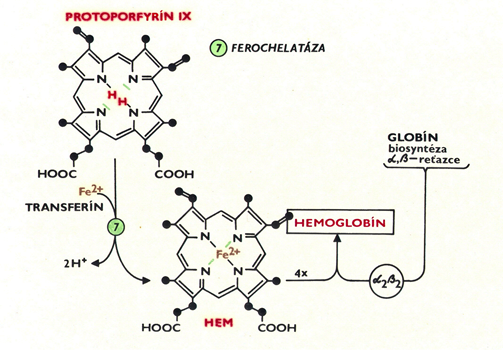 PROTOPORFYRÍN IX
7 FEROCHELATÁZA
N
N
H
H
N
N
HOOC
COOH
GLOBÍN
biosyntéza
α,β-reťazce
Fe2+
TRANSFERÍN
7
2H+
N
N
Fe2+
N
N
HEMOGLOBÍN
4x
α2β2
HOOC
COOH
HEM